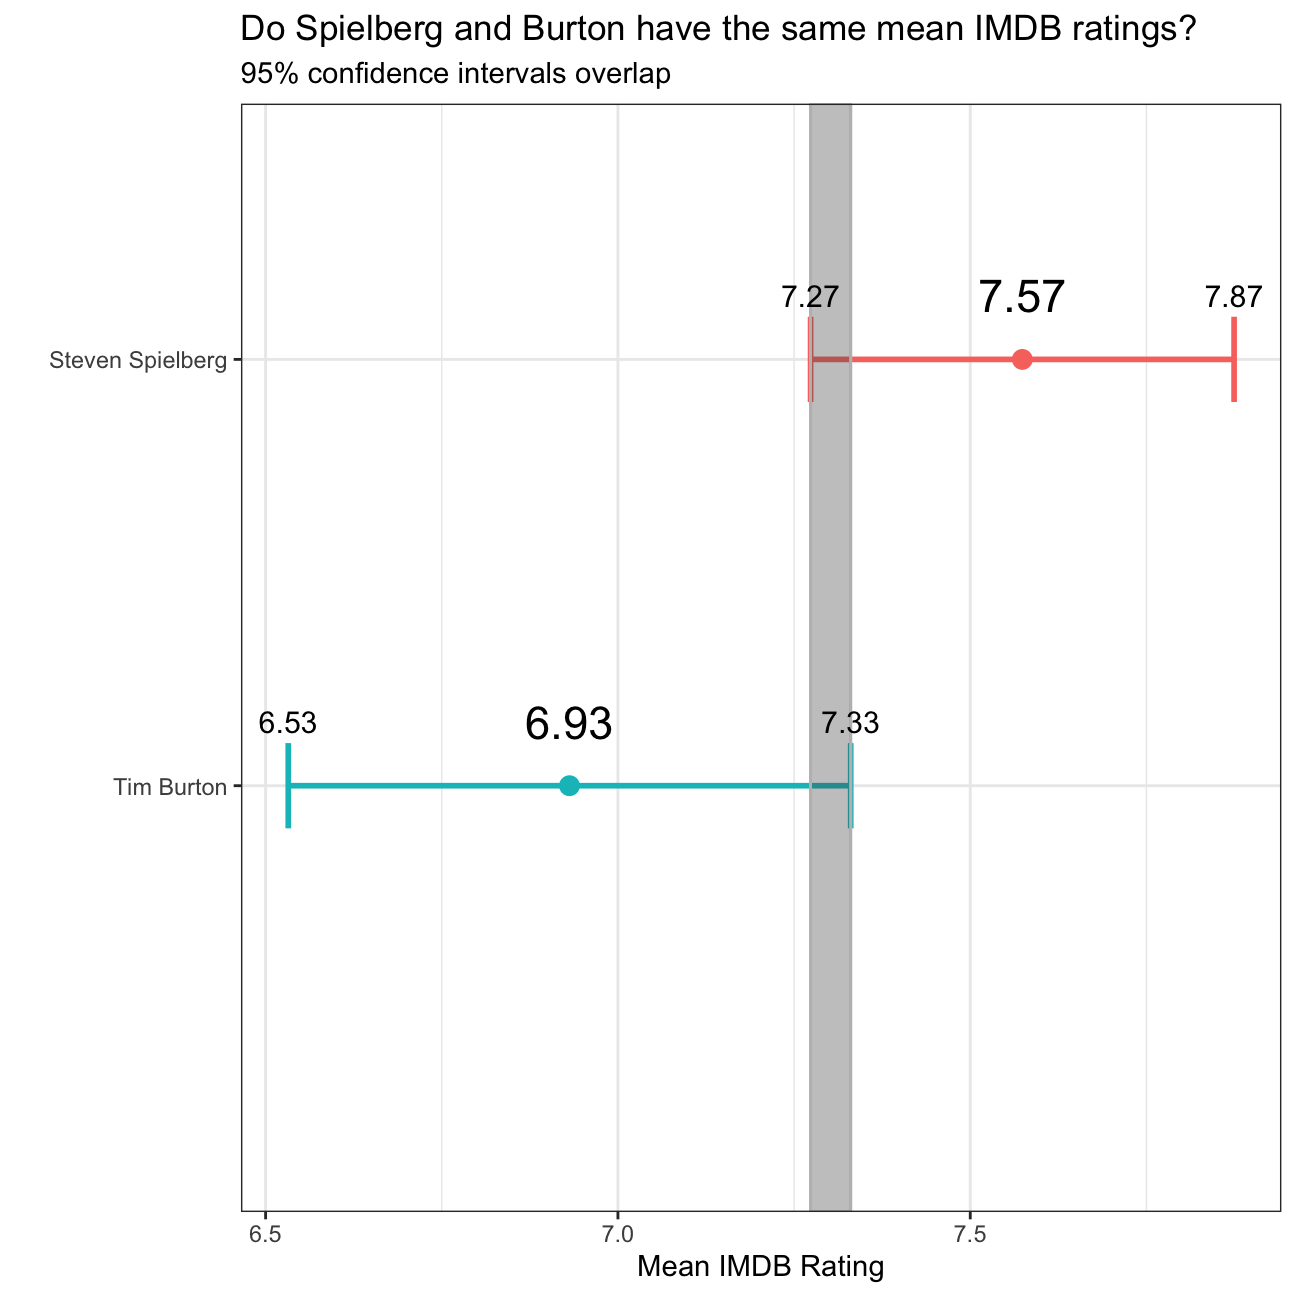 Do Spielberg and Burton have the same mean IMDB ratings?
95% confidence intervals overlap
7.27 7.57 7.87
Steven Spielberg
6.53 6.93 7.33
Tim Burton
6.5 7.0 7.5
Mean IMDB Rating